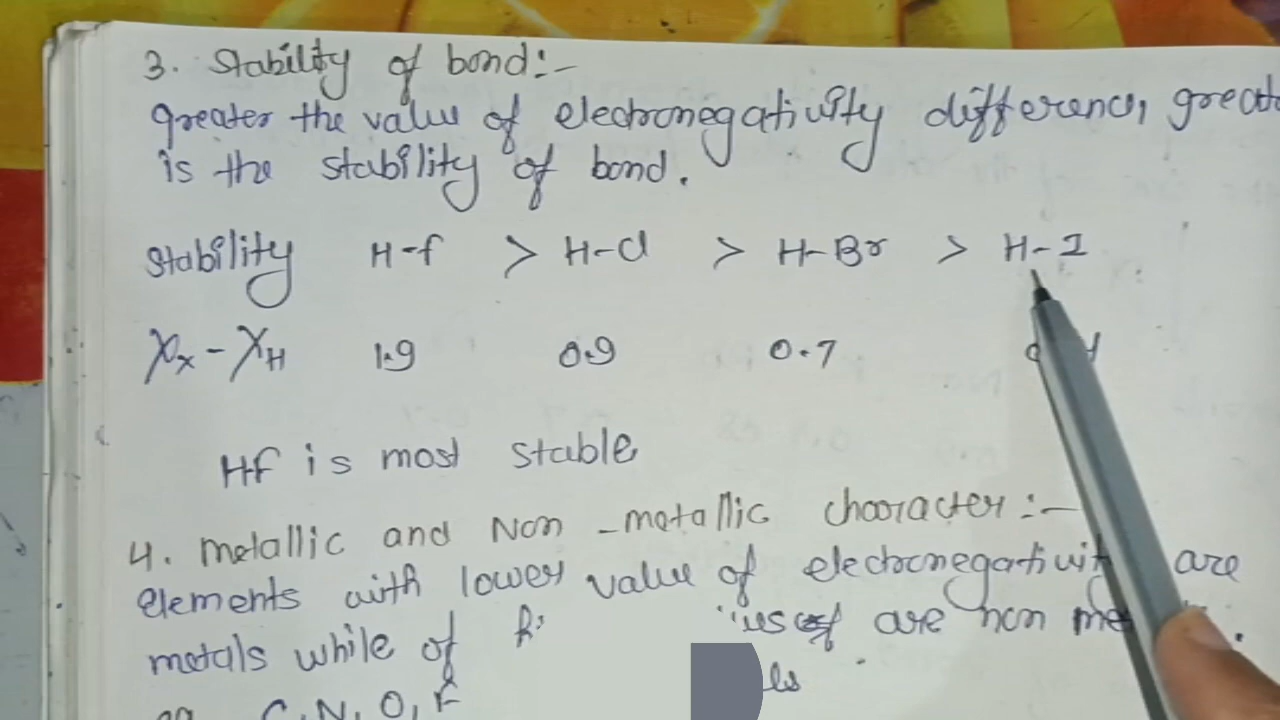 3. Stability of bond:-
greater the value of electronegativity difference, great
is the stability of bond.
Stability H-f > H-Cl > H-Br > H-I
χx - χH 1.9 0.9 0.7
Hf is most stable
4. Metallic and Non-metallic character:-
Elements with lower value of electronegativity are
metals while of are non
C, N, O, F